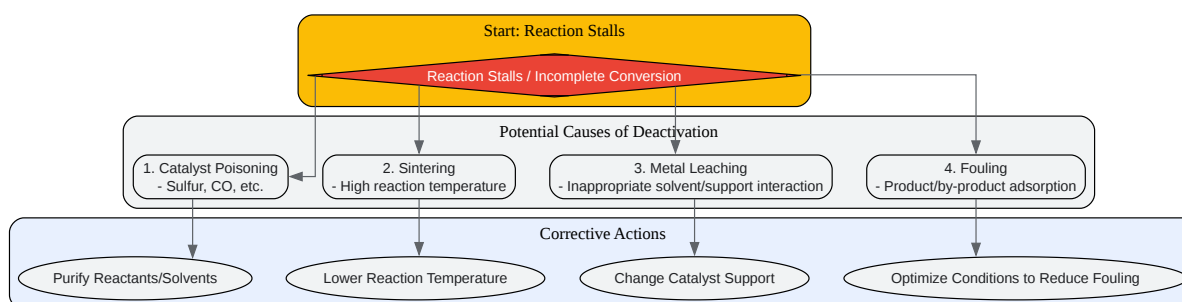 Start: Reaction Stalls
Reaction Stalls / Incomplete Conversion
Potential Causes of Deactivation
1. Catalyst Poisoning
- Sulfur, CO, etc.
2. Sintering
- High reaction temperature
3. Metal Leaching
- Inappropriate solvent/support interaction
4. Fouling
- Product/by-product adsorption
Corrective Actions
Purify Reactants/Solvents
Lower Reaction Temperature
Change Catalyst Support
Optimize Conditions to Reduce Fouling